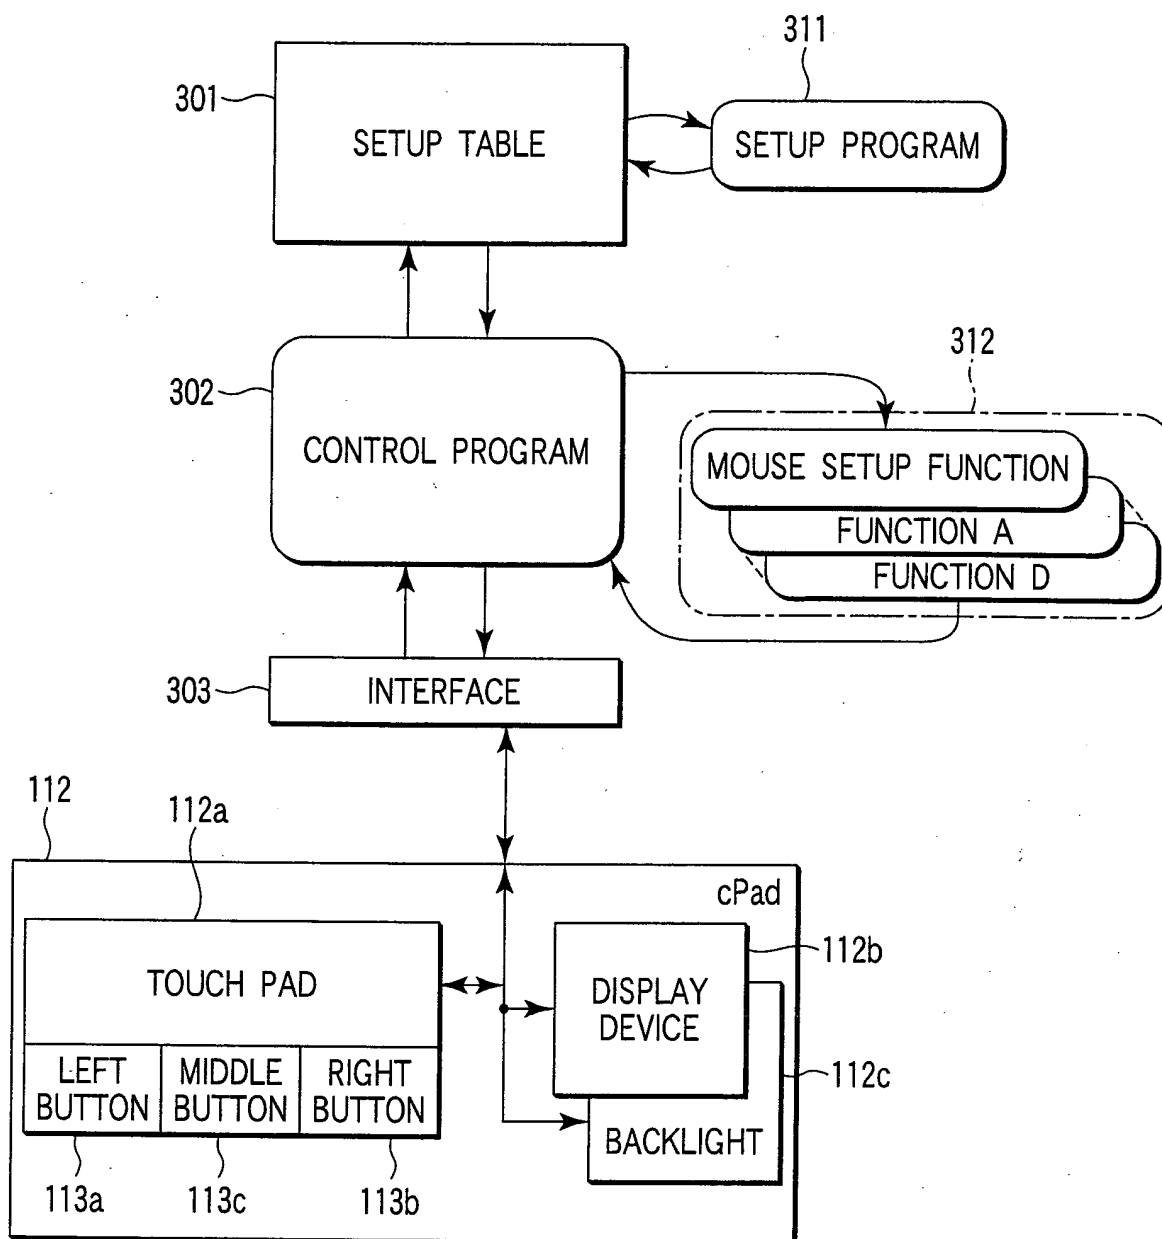 311
301
SETUP TABLE
SETUP PROGRAM
312
302
CONTROL PROGRAM
MOUSE SETUP FUNCTION
FUNCTION A
FUNCTION D
303
INTERFACE
112
112a
cPad
112b
TOUCH PAD
DISPLAY
DEVICE
112c
LEFT
BUTTON
MIDDLE
BUTTON
RIGHT
BUTTON
BACKLIGHT
113a
113c
113b